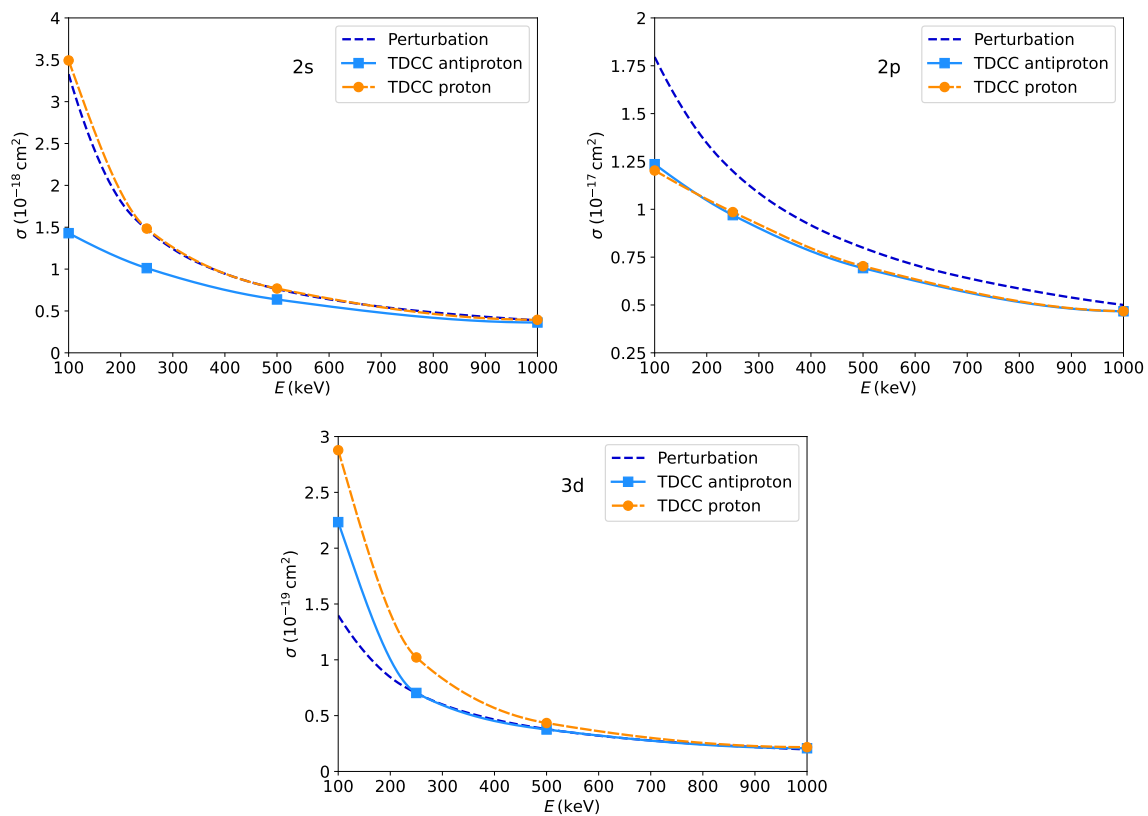 4
3.5
3
2.5
2
1.5
1
0.5
0
100 200 300 400 500 600 700 800 900 1000
E (keV)
σ (10⁻¹⁸ cm²)
2s
Perturbation
TDCC antiproton
TDCC proton
2
1.75
1.5
1.25
1
0.75
0.5
0.25
100 200 300 400 500 600 700 800 900 1000
E (keV)
σ (10⁻¹⁷ cm²)
2p
Perturbation
TDCC antiproton
TDCC proton
3
2.5
2
1.5
1
0.5
0
100 200 300 400 500 600 700 800 900 1000
E (keV)
σ (10⁻¹⁹ cm²)
3d
Perturbation
TDCC antiproton
TDCC proton